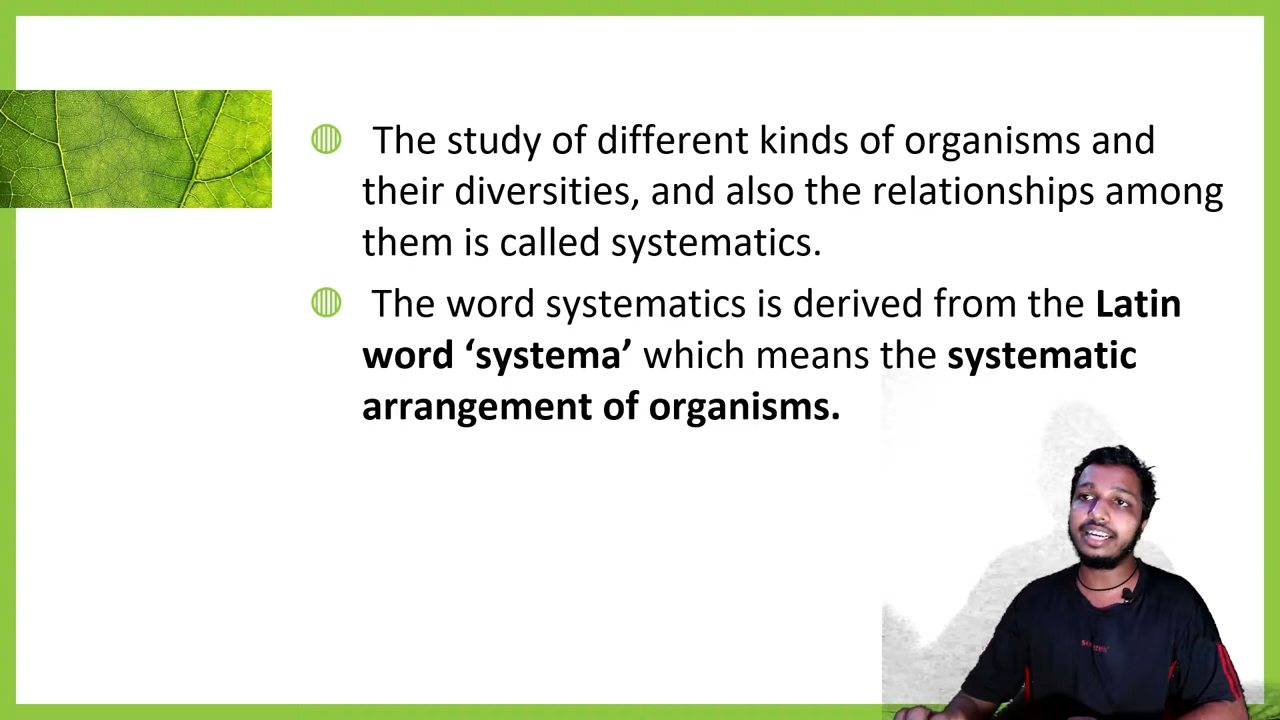 The study of different kinds of organisms and
their diversities, and also the relationships among
them is called systematics.
The word systematics is derived from the Latin
word ‘systema’ which means the systematic
arrangement of organisms.